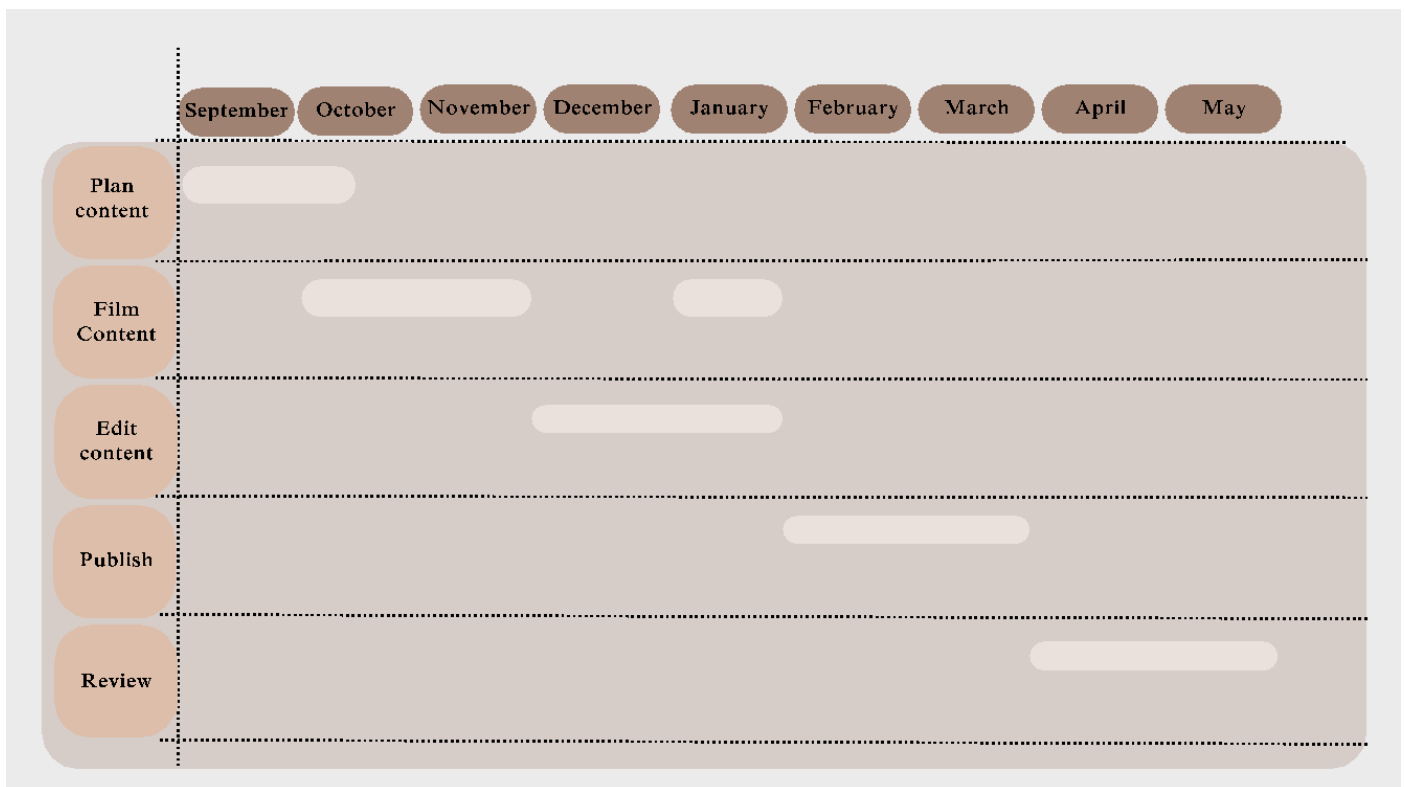 September October November December January February March April May
Plan
content
Film
Content
Edit
content
Publish
Review